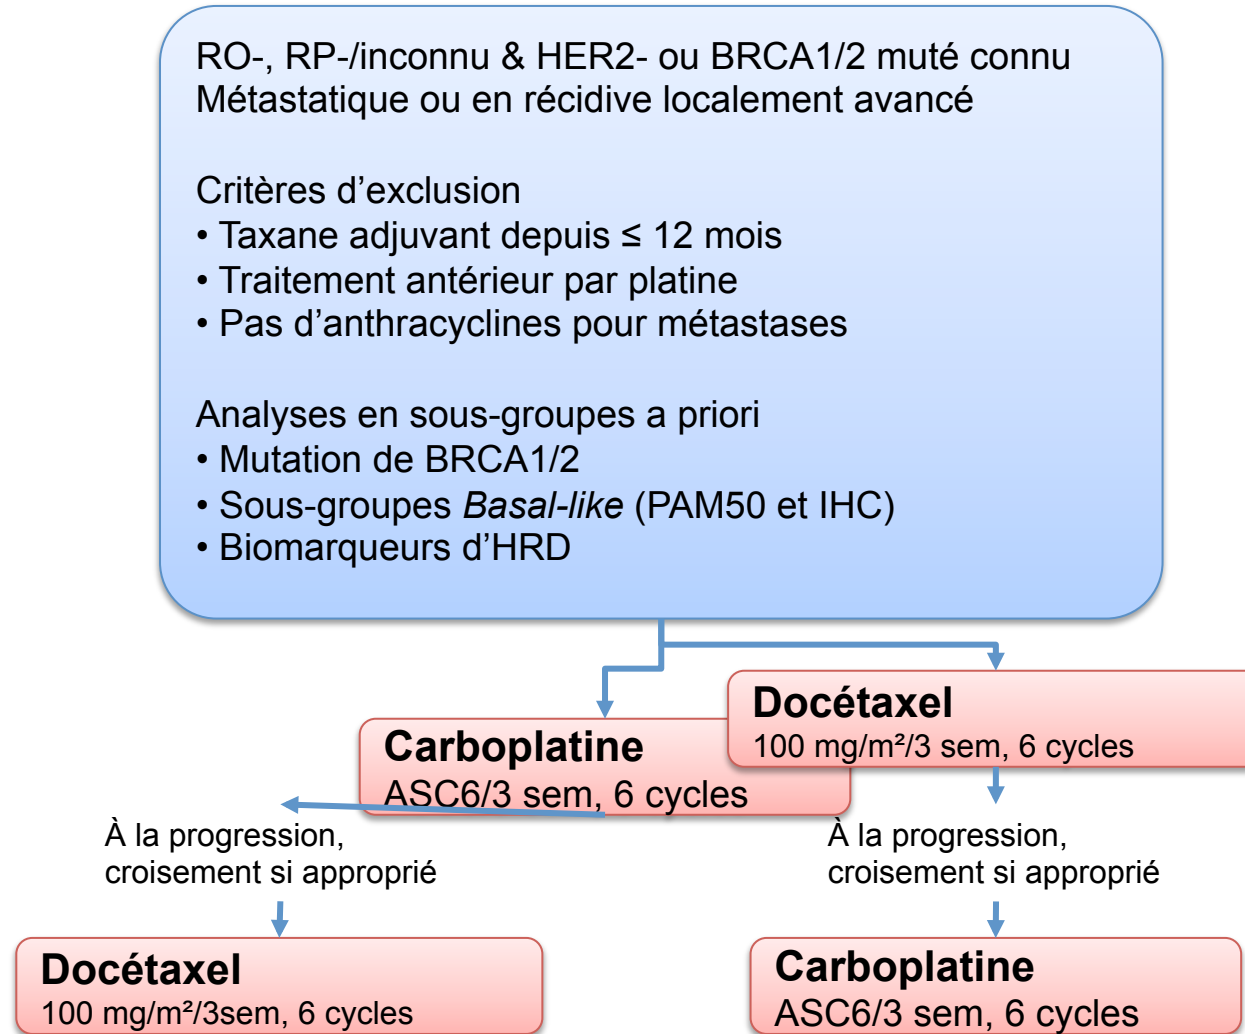 RO-, RP-/inconnu & HER2- ou BRCA1/2 muté connu
Métastatique ou en récidive localement avancé
Critères d’exclusion
• Taxane adjuvant depuis ≤ 12 mois
• Traitement antérieur par platine
• Pas d’anthracyclines pour métastases
Analyses en sous-groupes a priori
• Mutation de BRCA1/2
• Sous-groupes Basal-like (PAM50 et IHC)
• Biomarqueurs d’HRD
Carboplatine
ASC6/3 sem, 6 cycles
Docétaxel
100 mg/m²/3 sem, 6 cycles
À la progression,
croisement si approprié
À la progression,
croisement si approprié
Docétaxel
100 mg/m²/3sem, 6 cycles
Carboplatine
ASC6/3 sem, 6 cycles